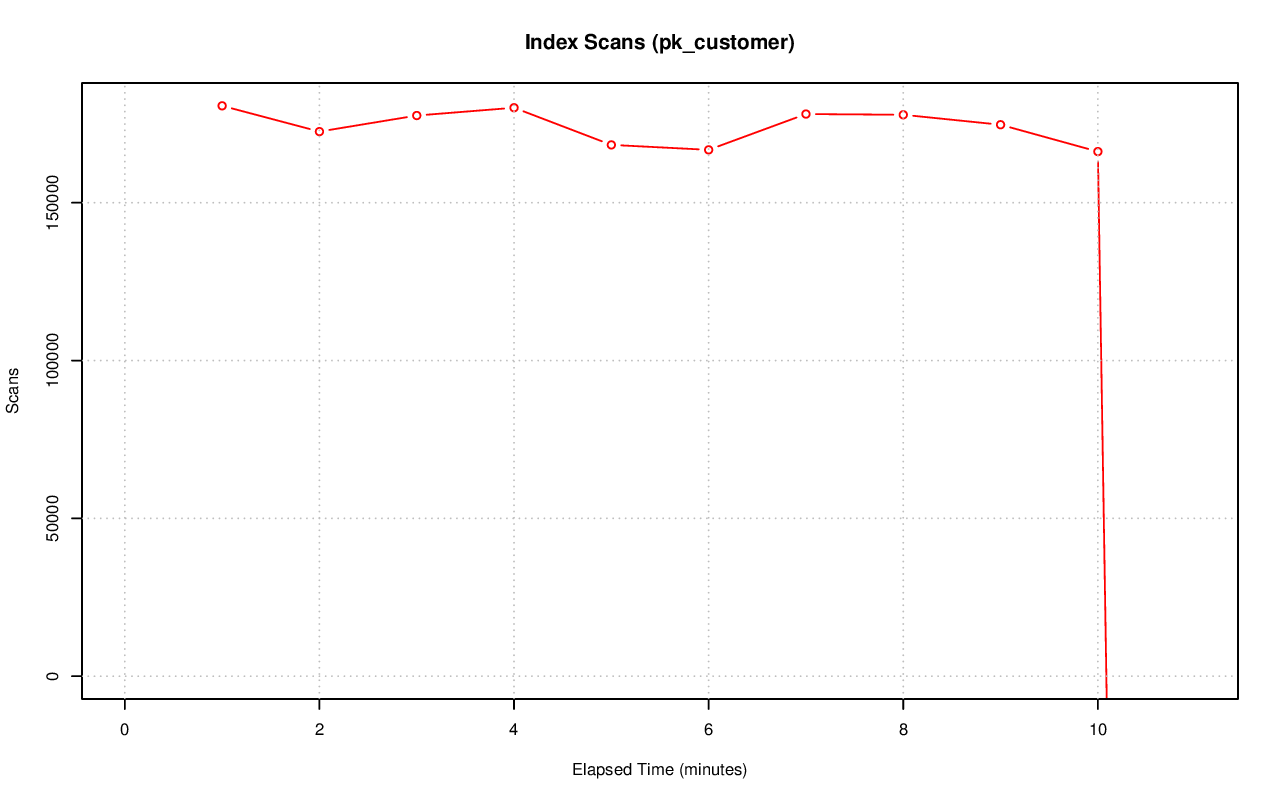 Index Scans (pk_customer)
Scans
150000
100000
50000
0
0 2 4 6 8 10
Elapsed Time (minutes)